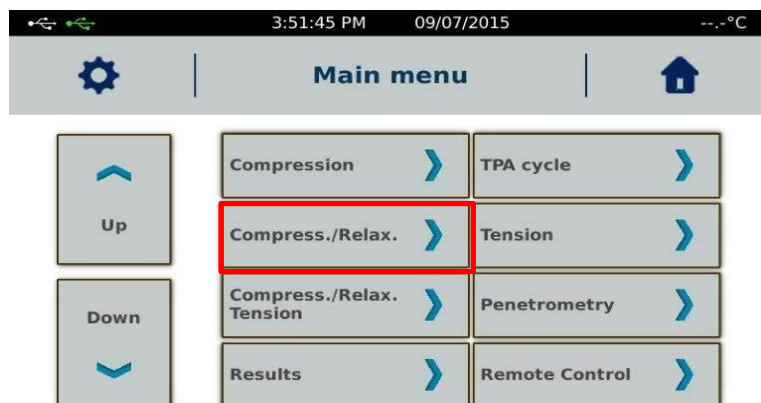 3:51:45 PM 09/07/2015 --.-°C
Main menu
Up
Down
Compression
TPA cycle
Compress./Relax.
Tension
Compress./Relax.
Tension
Penetrometry
Results
Remote Control